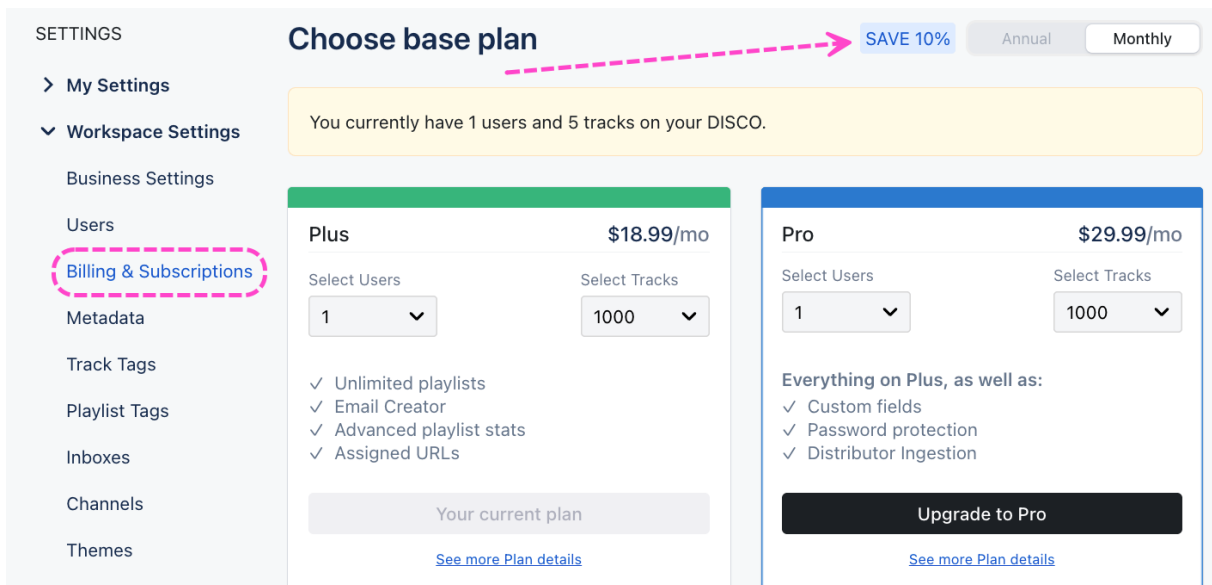 SETTINGS
My Settings
Workspace Settings
Business Settings
Users
Billing & Subscriptions
Metadata
Track Tags
Playlist Tags
Inboxes
Channels
Themes
Choose base plan
SAVE 10%
Annual
Monthly
You currently have 1 users and 5 tracks on your DISCO.
Plus
$18.99/mo
Select Users
Select Tracks
1
1000
Unlimited playlists
Email Creator
Advanced playlist stats
Assigned URLs
Your current plan
See more Plan details
Pro
$29.99/mo
Select Users
Select Tracks
1
1000
Everything on Plus, as well as:
Custom fields
Password protection
Distributor Ingestion
Upgrade to Pro
See more Plan details